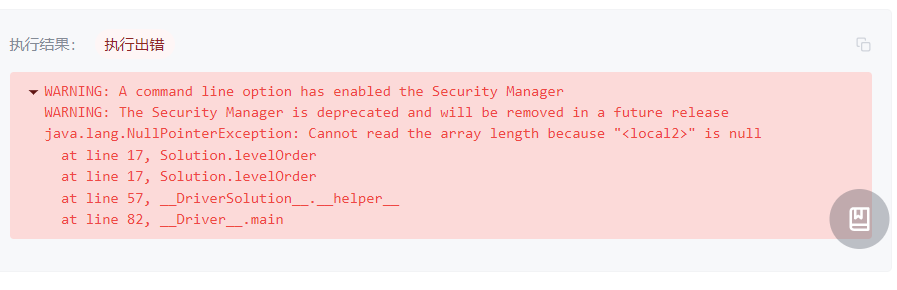 执行结果： 执行出错
WARNING: A command line option has enabled the Security Manager
WARNING: The Security Manager is deprecated and will be removed in a future release
java.lang.NullPointerException: Cannot read the array length because "<local2>" is null
at line 17, Solution.levelOrder
at line 17, Solution.levelOrder
at line 57, __DriverSolution__.__helper__
at line 82, __Driver__.main